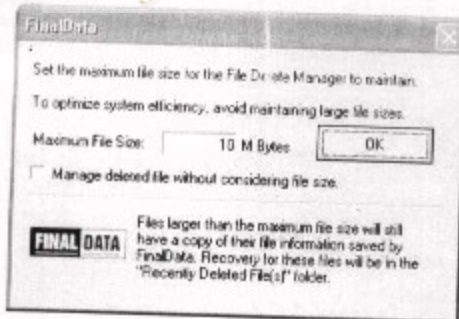 FinalData
Set the maximum file size for the File Delete Manager to maintain.
To optimize system efficiency, avoid maintaining large file sizes.
Maximum File Size: 10 M Bytes OK
Manage deleted file without considering file size.
FINAL DATA
Files larger than the maximum file size will still
have a copy of their file information saved by
FinalData. Recovery for these files will be in the
"Recently Deleted File(s)" folder.